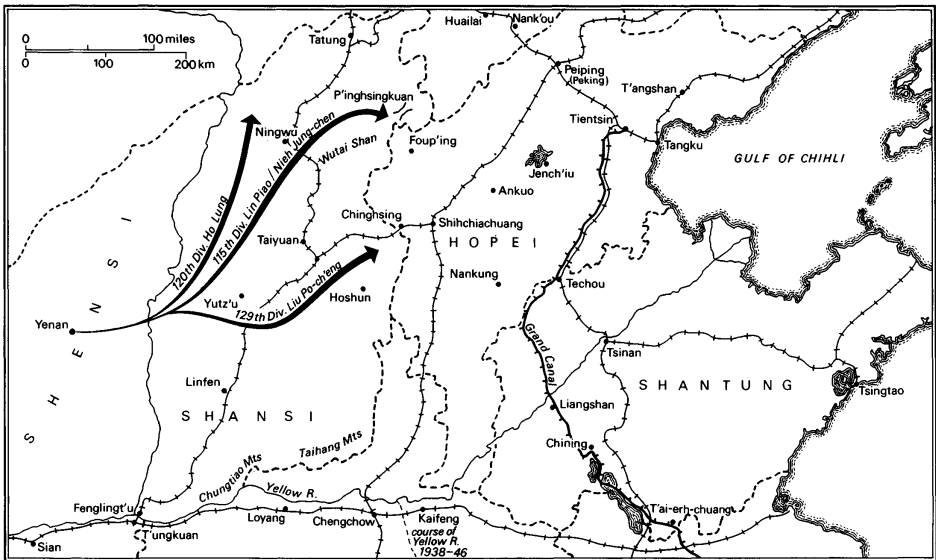 0 100 miles
0 200 km
Huailai
Nank'ou
Tatung
Peiping
(Peking)
T'angshan
P'inghsingkuan
Tientsin
Tangku
Ningwu
Foup'ing
Wutai Shan
GULF OF CHIHLI
Jench'iu
Ankuo
120th Div. Ho Lung
115th Div. Lin Piao / Nieh Jung-chen
Chinghsing
Shihchiachuang
Taiyuan
HOPEI
Nankung
Techou
129th Div. Liu Po-ch'eng
Yutz'u
Hoshun
Yenan
SHENSI
Grand Canal
Tsinan
SHANTUNG
Tsingtao
Linfen
Liangshan
SHANSI
Chining
Taihang Mts
Chungtiao Mts
Yellow R.
Fenglingt'u
T'ungkuan
Loyang
Chengchow
Kaifeng
course of
Yellow R.
1938-46
T'ai-erh-chuang
Sian